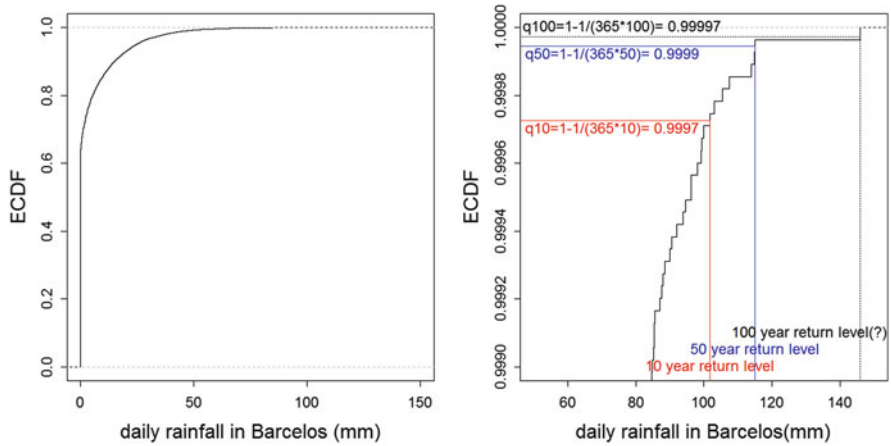 1.0
0.8
0.6
0.4
0.2
0.0
ECDF
0 50 100 150
daily rainfall in Barcelos (mm)
1.0000
0.9998
0.9996
0.9994
0.9992
0.9990
ECDF
q100=1-1/(365*100)= 0.99997
q50=1-1/(365*50)= 0.9999
q10=1-1/(365*10)= 0.9997
100 year return level(?)
50 year return level
10 year return level
60 80 100 120 140
daily rainfall in Barcelos(mm)